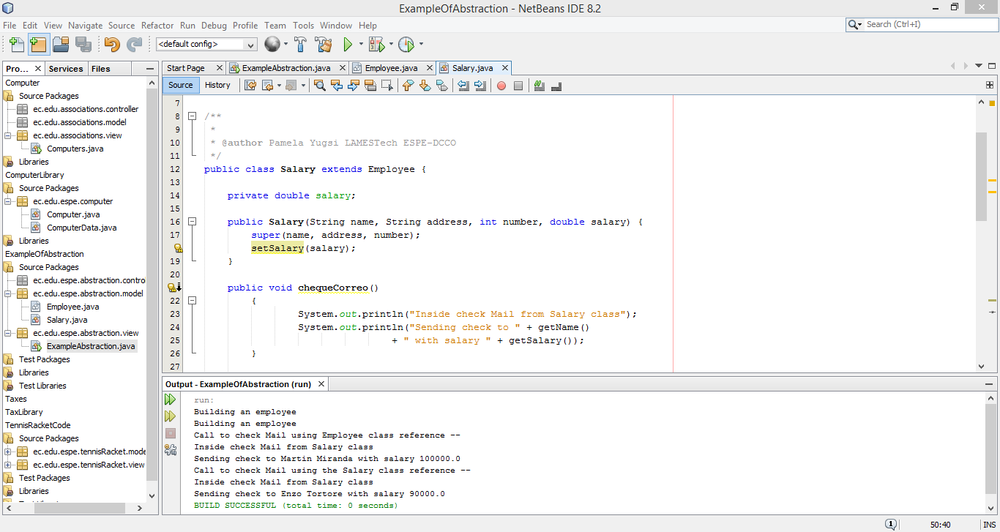 ExampleOfAbstraction - NetBeans IDE 8.2
File Edit View Navigate Source Refactor Run Debug Profile Team Tools Window Help
Search (Ctrl+I)
<default config>
Pro... Services Files
Computer
Source Packages
ec.edu.associations.controller
ec.edu.associations.model
ec.edu.associations.view
Computers.java
Libraries
ComputerLibrary
Source Packages
ec.edu.espe.computer
Computer.java
ComputerData.java
Libraries
ExampleOfAbstraction
Source Packages
ec.edu.espe.abstraction.contro
ec.edu.espe.abstraction.model
Employee.java
Salary.java
ec.edu.espe.abstraction.view
ExampleAbstraction.java
Test Packages
Libraries
Test Libraries
Taxes
TaxLibrary
TennisRacketCode
Source Packages
ec.edu.espe.tennisRacket.mode
ec.edu.espe.tennisRacket.view
Test Packages
Libraries
Start Page ExampleAbstraction.java Employee.java Salary.java
Source History
7
8 /**
9 *
10 * @author Pamela Yugsi LAMESTech ESPE-DCCO
11 */
12 public class Salary extends Employee {
13
14 private double salary;
15
16 public Salary(String name, String address, int number, double salary) {
17 super(name, address, number);
setSalary(salary);
19 }
20
public void chequeCorreo()
22 {
23 System.out.println("Inside check Mail from Salary class");
24 System.out.println("Sending check to " + getName()
25 + " with salary " + getSalary());
26 }
27
Output - ExampleOfAbstraction (run)
run:
Building an employee
Building an employee
Call to check Mail using Employee class reference --
Inside check Mail from Salary class
Sending check to Martin Miranda with salary 100000.0
Call to check Mail using the Salary class reference --
Inside check Mail from Salary class
Sending check to Enzo Tortore with salary 90000.0
BUILD SUCCESSFUL (total time: 0 seconds)
1 50:40 INS